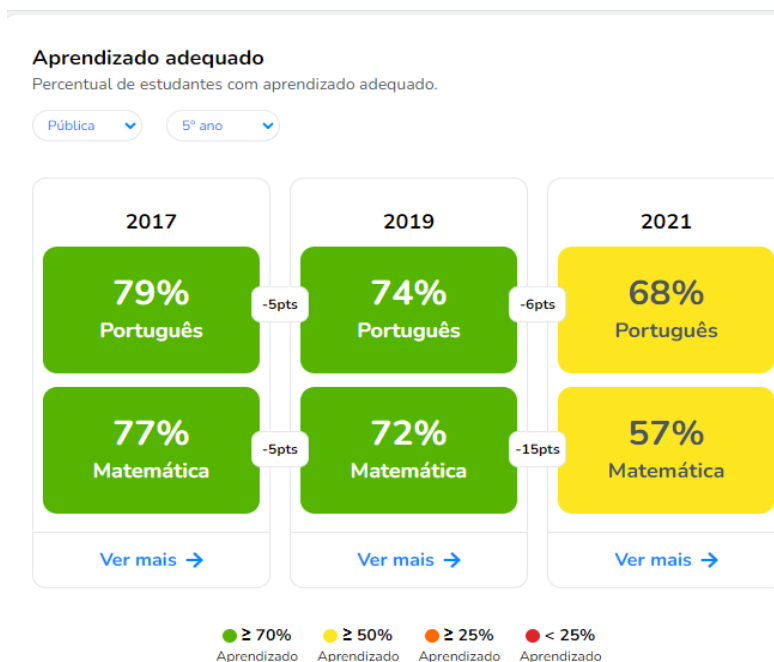 Aprendizado adequado
Percentual de estudantes com aprendizado adequado.
Pública 5º ano
2017 2019 2021
79% -5pts 74% -6pts 68%
Português Português Português
77% -5pts 72% -15pts 57%
Matemática Matemática Matemática
Ver mais → Ver mais → Ver mais →
≥ 70% ≥ 50% ≥ 25% < 25%
Aprendizado Aprendizado Aprendizado Aprendizado